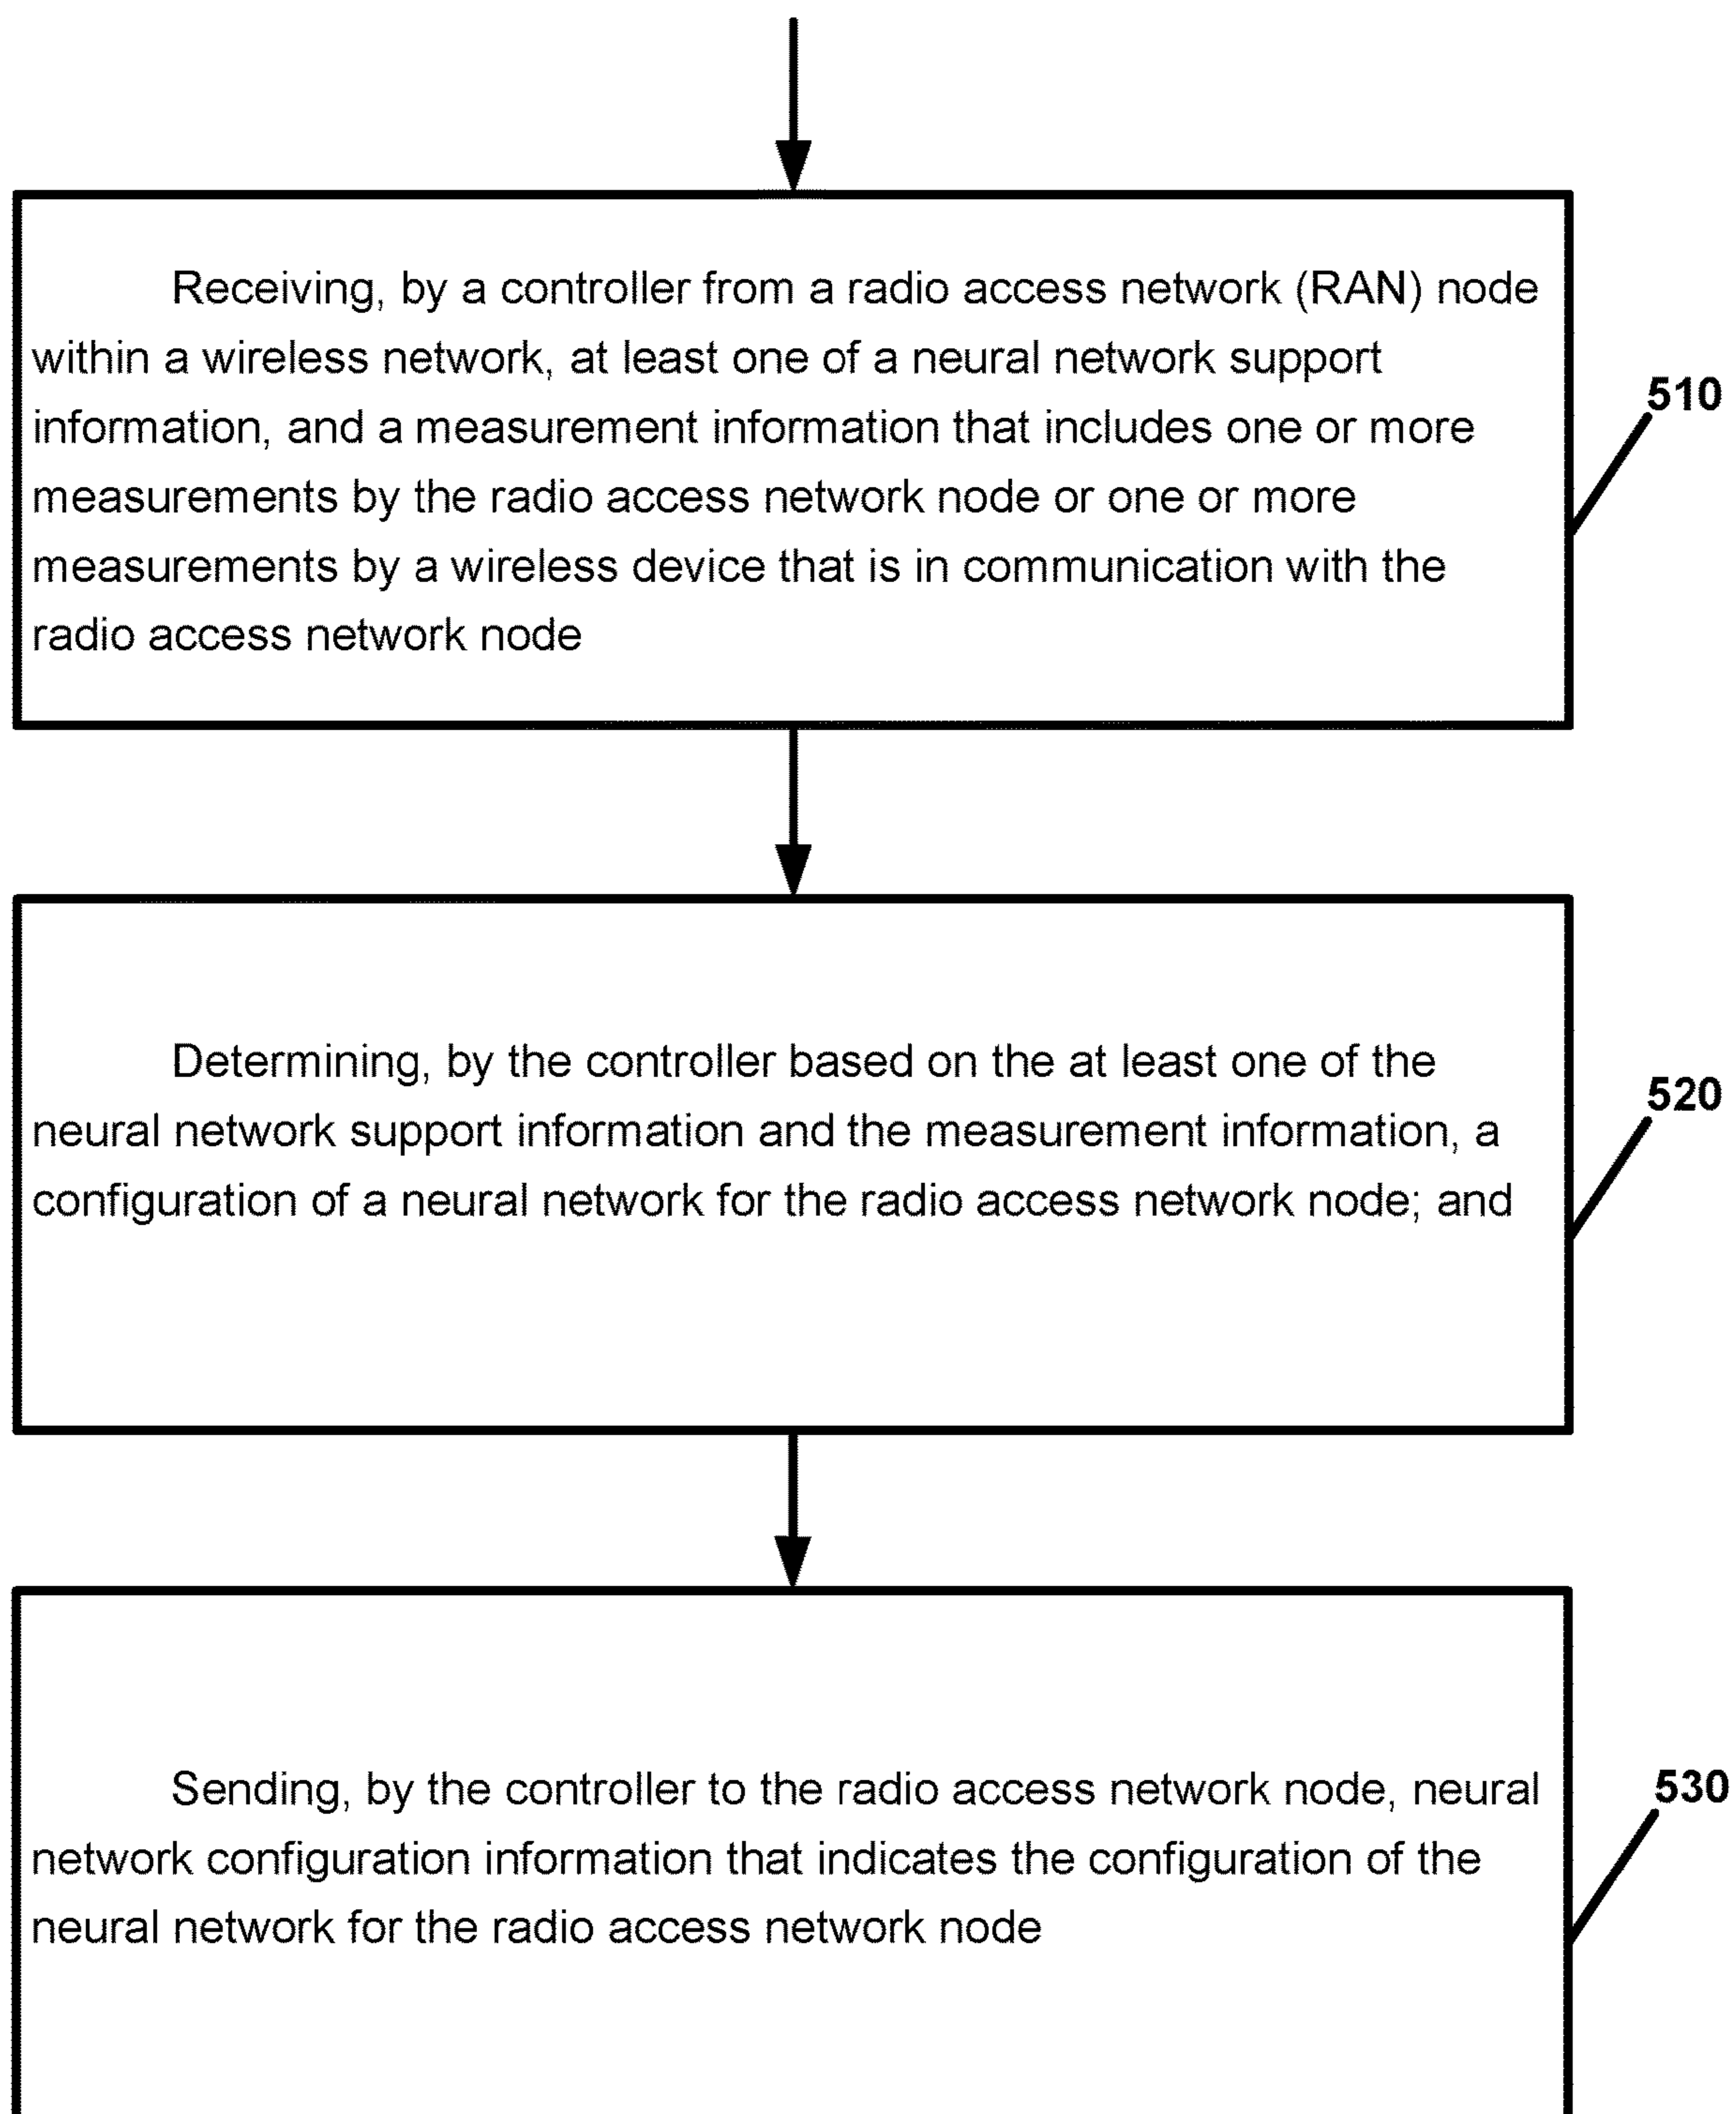 Receiving, by a controller from a radio access network (RAN) node
within a wireless network, at least one of a neural network support
information, and a measurement information that includes one or more
measurements by the radio access network node or one or more
measurements by a wireless device that is in communication with the
radio access network node
510
Determining, by the controller based on the at least one of the
neural network support information and the measurement information, a
configuration of a neural network for the radio access network node; and
520
Sending, by the controller to the radio access network node, neural
network configuration information that indicates the configuration of the
neural network for the radio access network node
530